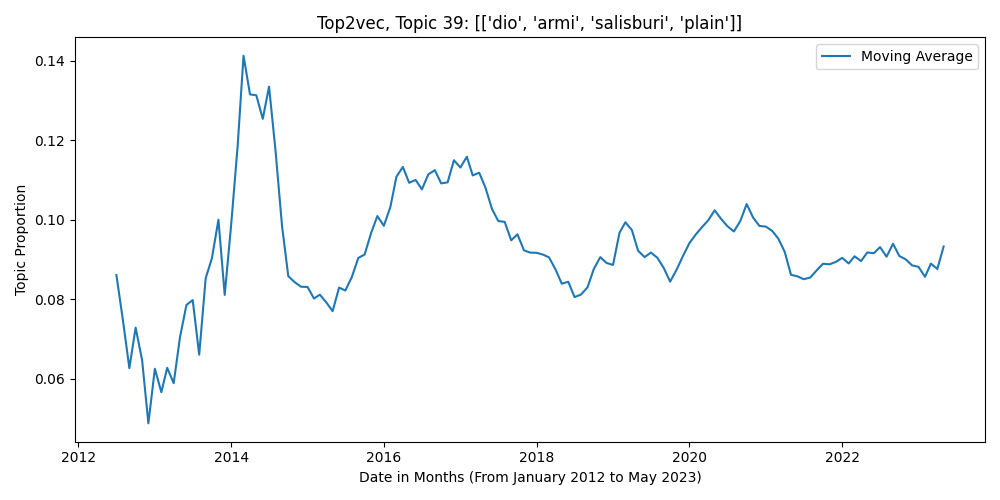 Top2vec, Topic 39: [['dio', 'armi', 'salisburi', 'plain']]
Moving Average
0.14
0.12
0.10
0.08
0.06
Topic Proportion
2012 2014 2016 2018 2020 2022
Date in Months (From January 2012 to May 2023)